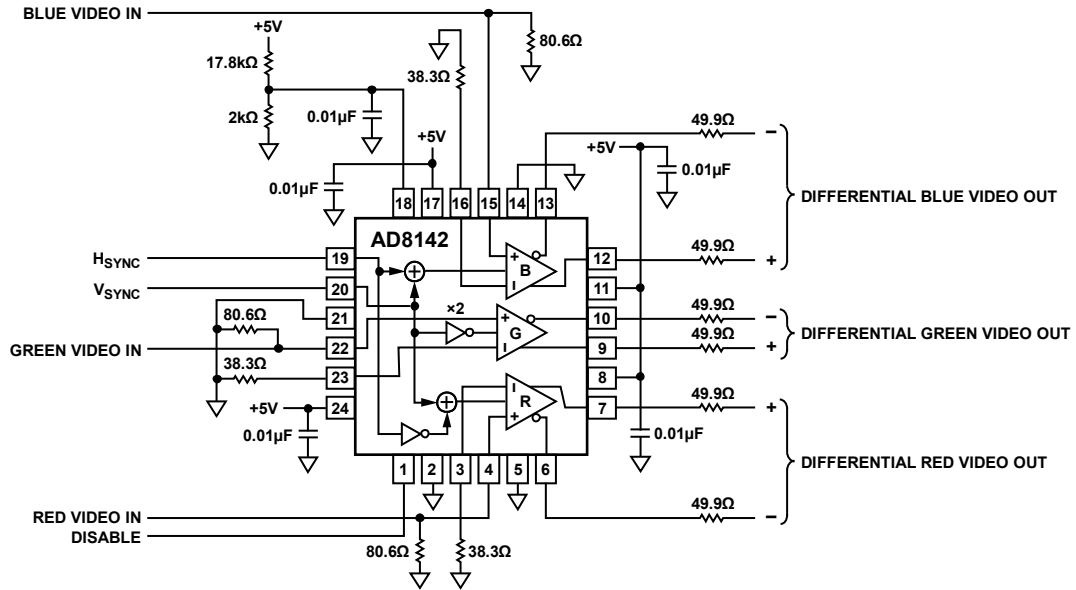 BLUE VIDEO IN
+5V
80.6Ω
17.8kΩ
38.3Ω
2kΩ
0.01µF
+5V
49.9Ω
−
+5V
0.01µF
0.01µF
DIFFERENTIAL BLUE VIDEO OUT
18
17
16
15
14
13
AD8142
49.9Ω
+
HSYNC
19
+
+
B
I
12
VSYNC
20
11
×2
49.9Ω
−
80.6Ω
21
+
G
I
10
DIFFERENTIAL GREEN VIDEO OUT
49.9Ω
+
GREEN VIDEO IN
22
9
38.3Ω
23
8
49.9Ω
+5V
24
+
I
R
+
7
+
0.01µF
0.01µF
DIFFERENTIAL RED VIDEO OUT
1
2
3
4
5
6
49.9Ω
−
RED VIDEO IN
DISABLE
80.6Ω
38.3Ω